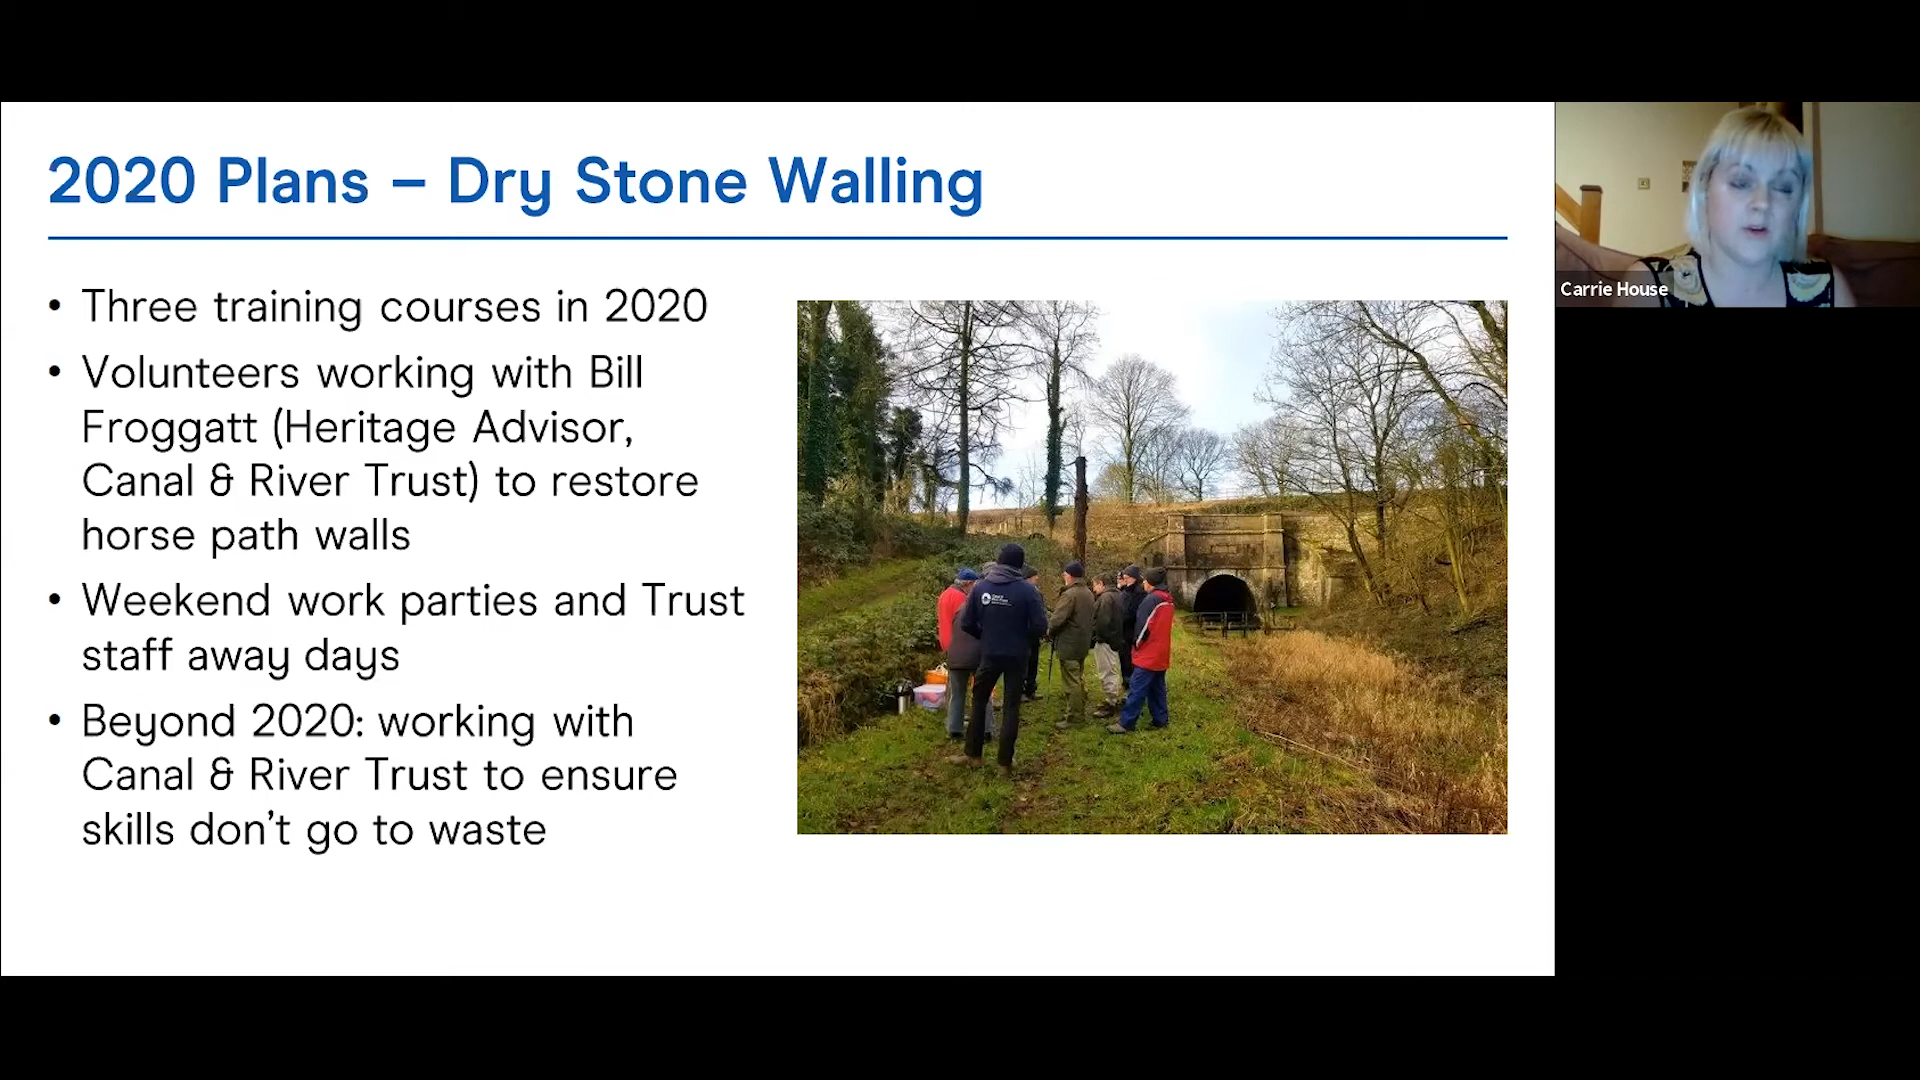 2020 Plans – Dry Stone Walling
• Three training courses in 2020
• Volunteers working with Bill
Froggatt (Heritage Advisor,
Canal & River Trust) to restore
horse path walls
• Weekend work parties and Trust
staff away days
• Beyond 2020: working with
Canal & River Trust to ensure
skills don’t go to waste
Carrie House